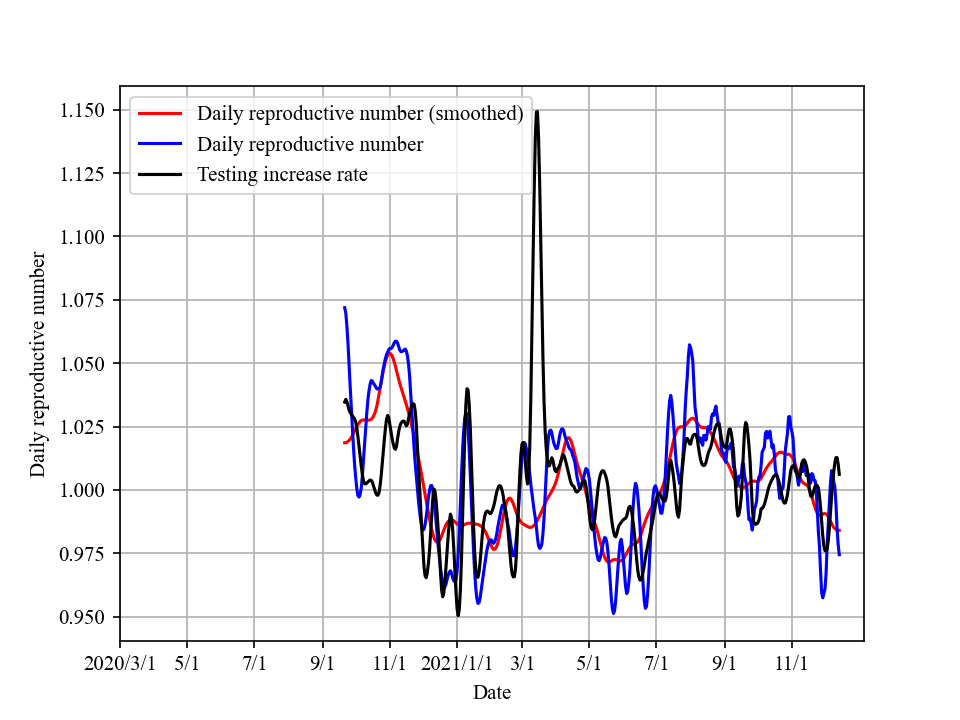 Daily reproductive number (smoothed)
Daily reproductive number
Testing increase rate
Daily reproductive number
1.150
1.125
1.100
1.075
1.050
1.025
1.000
0.975
0.950
2020/3/1 5/1 7/1 9/1 11/1 2021/1/1 3/1 5/1 7/1 9/1 11/1
Date